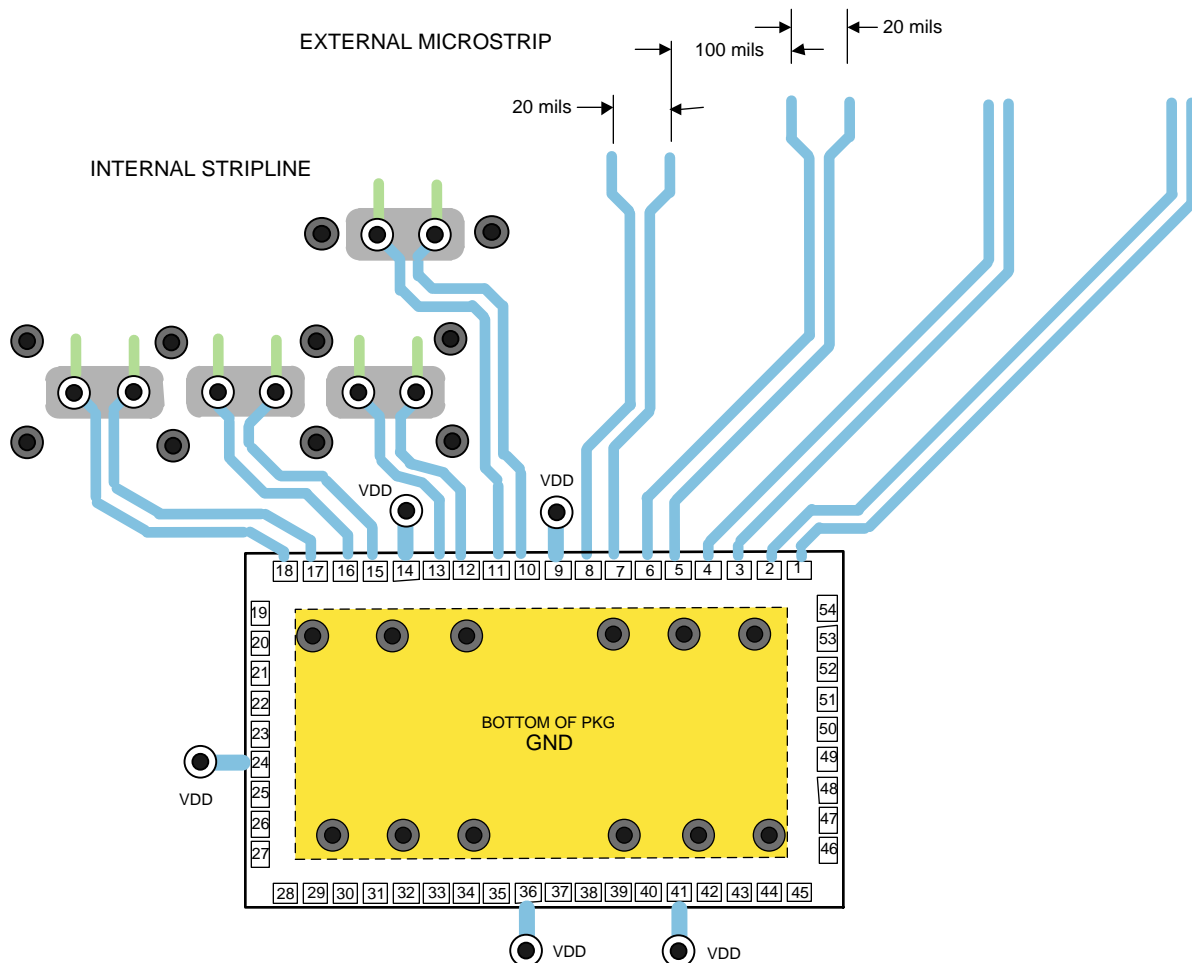 EXTERNAL MICROSTRIP
20 mils
100 mils
20 mils
INTERNAL STRIPLINE
VDD
VDD
18 17 16 15 14 13 12 11 10 9 8 7 6 5 4 3 2 1
19
20
21
22
23
24
25
26
27
54
53
52
51
50
49
48
47
46
BOTTOM OF PKG
GND
VDD
28 29 30 31 32 33 34 35 36 37 38 39 40 41 42 43 44 45
VDD
VDD